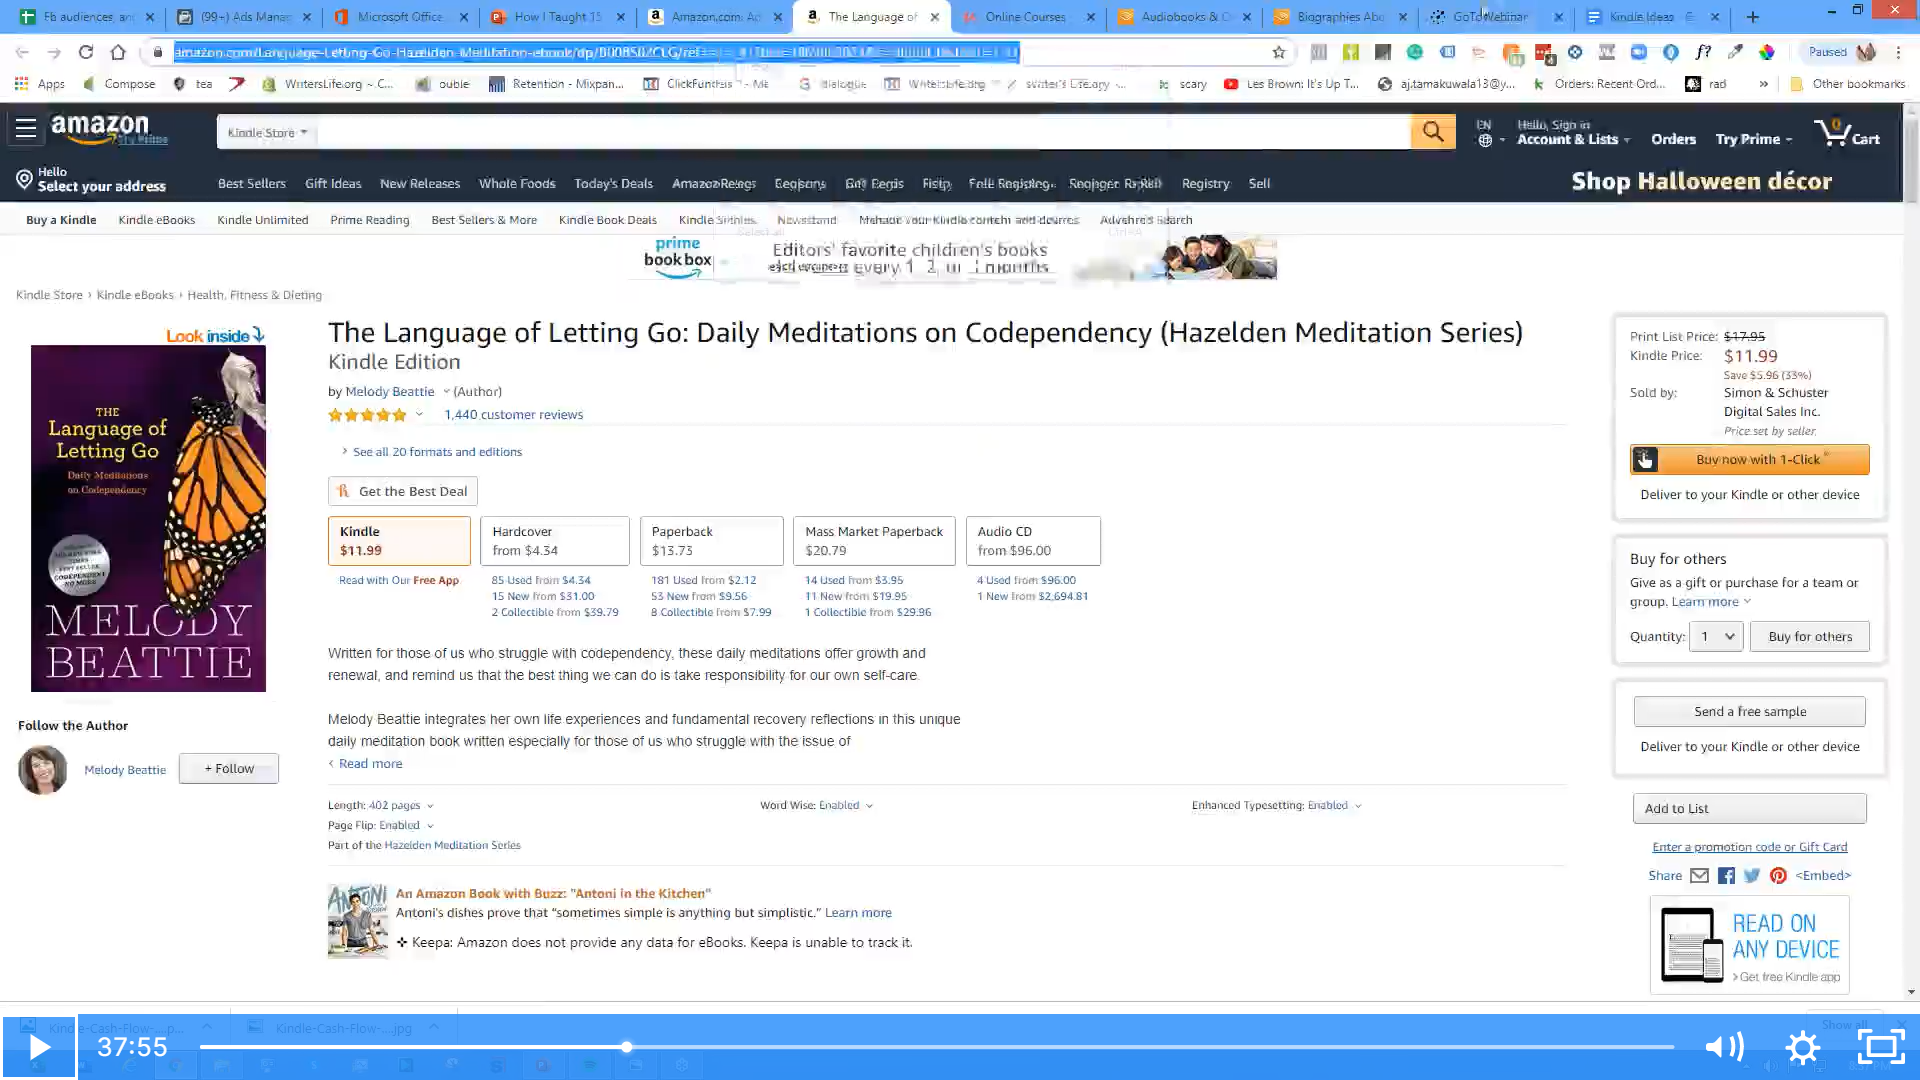 Fb audiences, and
(99+) Ads Manag
Microsoft Office
How I Taught 15
Amazon.com: A
The Language of
Online Courses
Audiobooks & C
Biographies Abo
GoToWebinar
Kindle Ideas
amazon.com/Language-Letting-Go-Hazelden-Meditation-ebook/dp/B008S0ZCLG/ref=
Paused
Apps
Compose
tea
WritersLife.org ~ C...
ouble
Retention - Mixpan...
dialogue
scary
Les Brown: It's Up T...
aj.tamakuwala13@y...
Orders: Recent Ord...
rad
»
Other bookmarks
amazon
Try Prime
Kindle Store
EN
Hello, Sign in
Account & Lists
Orders
Try Prime
0
Cart
Hello
Select your address
Best Sellers
Gift Ideas
New Releases
Whole Foods
Today's Deals
Registry
Sell
Shop Halloween décor
Buy a Kindle
Kindle eBooks
Kindle Unlimited
Prime Reading
Best Sellers & More
Kindle Book Deals
Kindle Singles
Newsstand
Manage Your Kindle content and devices
Advanced Search
prime
book box
Editors' favorite children's books
every 1, 2, or 3 months
Kindle Store › Kindle eBooks › Health, Fitness & Dieting
Look inside
THE
Language of
Letting Go
Daily Meditations
on Codependency
CODEPENDENT
NO MORE
MELODY
BEATTIE
The Language of Letting Go: Daily Meditations on Codependency (Hazelden Meditation Series)
Kindle Edition
by Melody Beattie (Author)
1,440 customer reviews
See all 20 formats and editions
Get the Best Deal
Kindle
$11.99
Read with Our Free App
Hardcover
from $4.34
85 Used from $4.34
15 New from $31.00
2 Collectible from $39.79
Paperback
$13.73
181 Used from $2.12
53 New from $9.56
8 Collectible from $7.99
Mass Market Paperback
$20.79
14 Used from $3.95
11 New from $19.95
1 Collectible from $29.96
Audio CD
from $96.00
4 Used from $96.00
1 New from $2,694.81
Written for those of us who struggle with codependency, these daily meditations offer growth and
renewal, and remind us that the best thing we can do is take responsibility for our own self-care.
Melody Beattie integrates her own life experiences and fundamental recovery reflections in this unique
daily meditation book written especially for those of us who struggle with the issue of
Read more
Length: 402 pages
Word Wise: Enabled
Enhanced Typesetting: Enabled
Page Flip: Enabled
Part of the Hazelden Meditation Series
ANTONI
An Amazon Book with Buzz: "Antoni in the Kitchen"
Antoni's dishes prove that “sometimes simple is anything but simplistic.” Learn more
Keepa: Amazon does not provide any data for eBooks. Keepa is unable to track it.
Follow the Author
Melody Beattie
+ Follow
Print List Price: $17.95
Kindle Price: $11.99
Save $5.96 (33%)
Sold by: Simon & Schuster
Digital Sales Inc.
Price set by seller.
Buy now with 1-Click ®
Deliver to your Kindle or other device
Buy for others
Give as a gift or purchase for a team or
group. Learn more
Quantity: 1
Buy for others
Send a free sample
Deliver to your Kindle or other device
Add to List
Enter a promotion code or Gift Card
Share
<Embed>
READ ON
ANY DEVICE
› Get free Kindle app
Kindle-Cash-Flow-....p...
Kindle-Cash-Flow-....jpg
Show all
37:55